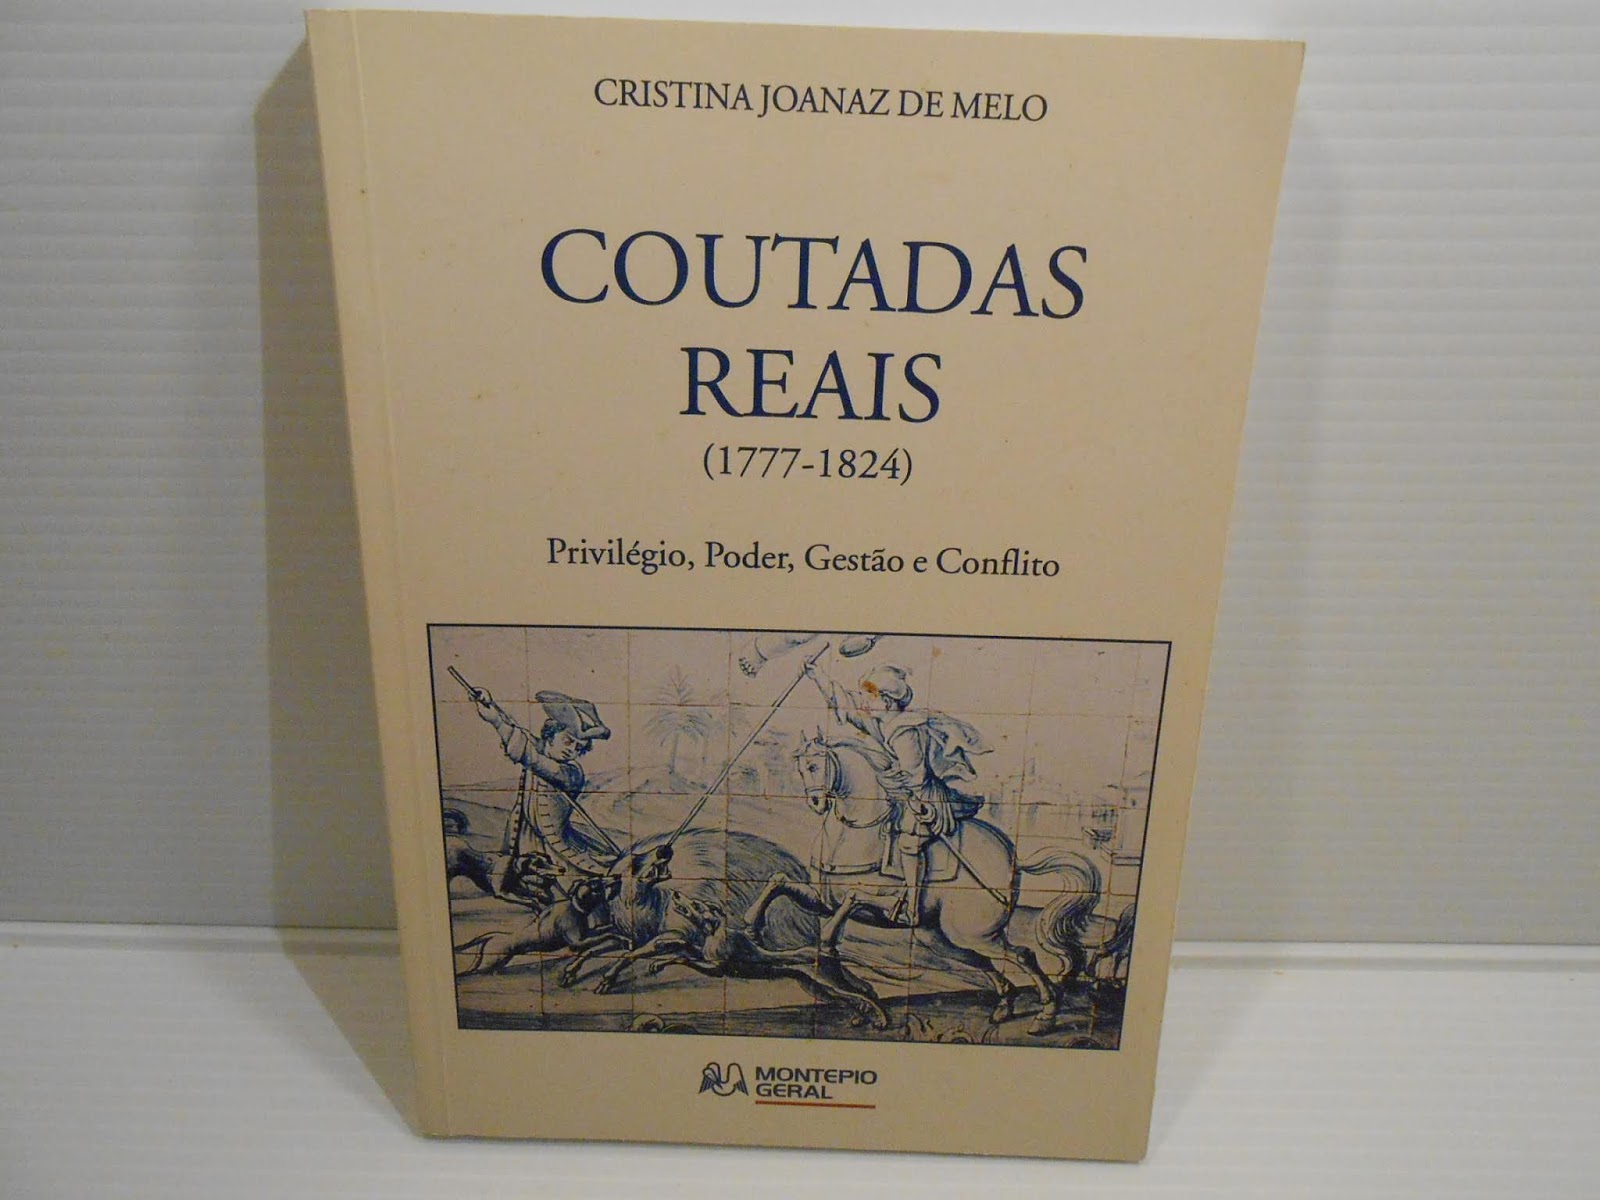 CRISTINA JOANAZ DE MELO
COUTADAS
REAIS
(1777-1824)
Privilégio, Poder, Gestão e Conflito
MONTEPIO
GERAL